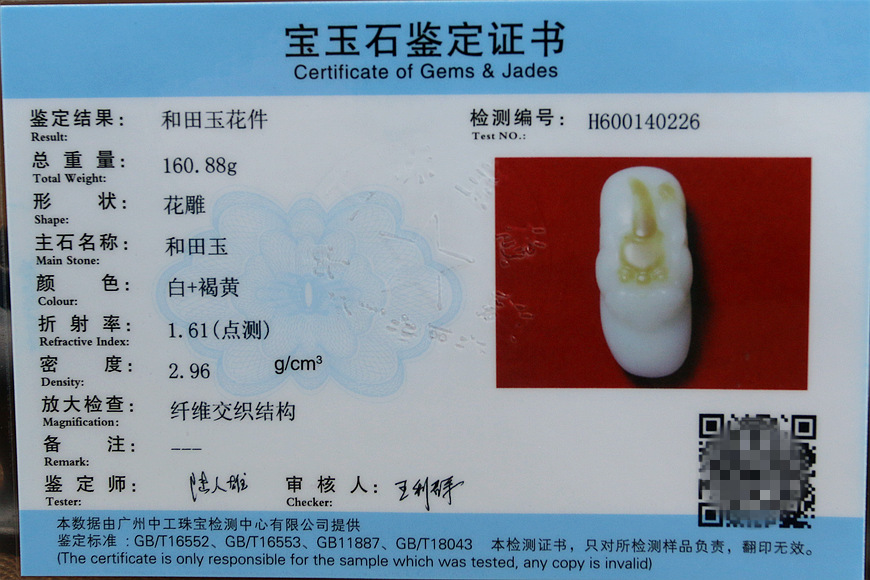 宝玉石鉴定证书
Certificate of Gems & Jades
鉴定结果： 和田玉花件
Result:
检测编号： H600140226
Test NO.:
总 重 量： 160.88g
Total Weight:
形 状： 花雕
Shape:
主石名称： 和田玉
Main Stone:
颜 色： 白+褐黄
Colour:
折 射 率： 1.61(点测)
Refractive Index:
密 度： 2.96 g/cm³
Density:
放大检查： 纤维交织结构
Magnification:
备 注： ---
Remark:
鉴 定 师： 陆人雄 审 核 人： 王利群
Tester: Checker:
本数据由广州中工珠宝检测中心有限公司提供
鉴定标准 ：GB/T16552、GB/T16553、GB11887、GB/T18043 本检测证书，只对所检测样品负责，翻印无效。
(The certificate is only responsible for the sample which was tested, any copy is invalid)